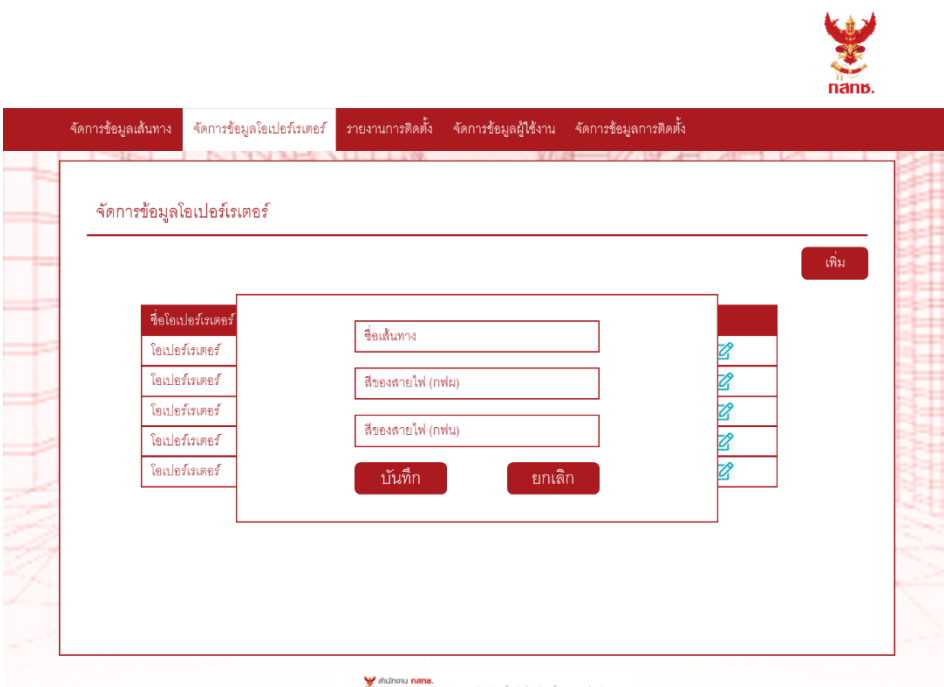 กสทช.
จัดการข้อมูลเส้นทาง จัดการข้อมูลโอเปอร์เรเตอร์ รายงานการติดตั้ง จัดการข้อมูลผู้ใช้งาน จัดการข้อมูลการติดตั้ง
จัดการข้อมูลโอเปอร์เรเตอร์
เพิ่ม
ชื่อโอเปอร์เรเตอร์
โอเปอร์เรเตอร์
โอเปอร์เรเตอร์
โอเปอร์เรเตอร์
โอเปอร์เรเตอร์
โอเปอร์เรเตอร์
ชื่อเส้นทาง
สีของสายไฟ (กฟผ)
สีของสายไฟ (กฟน)
บันทึก ยกเลิก
สำนักงาน กสทช.